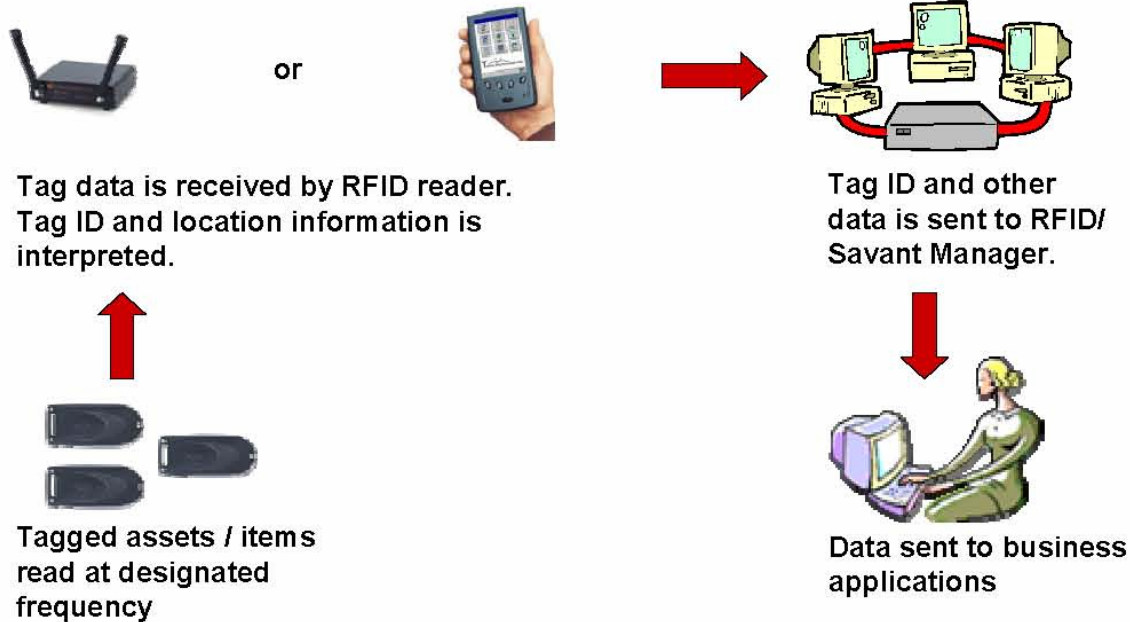 or
Tag data is received by RFID reader.
Tag ID and location information is
interpreted.
Tag ID and other
data is sent to RFID/
Savant Manager.
Tagged assets / items
read at designated
frequency
Data sent to business
applications